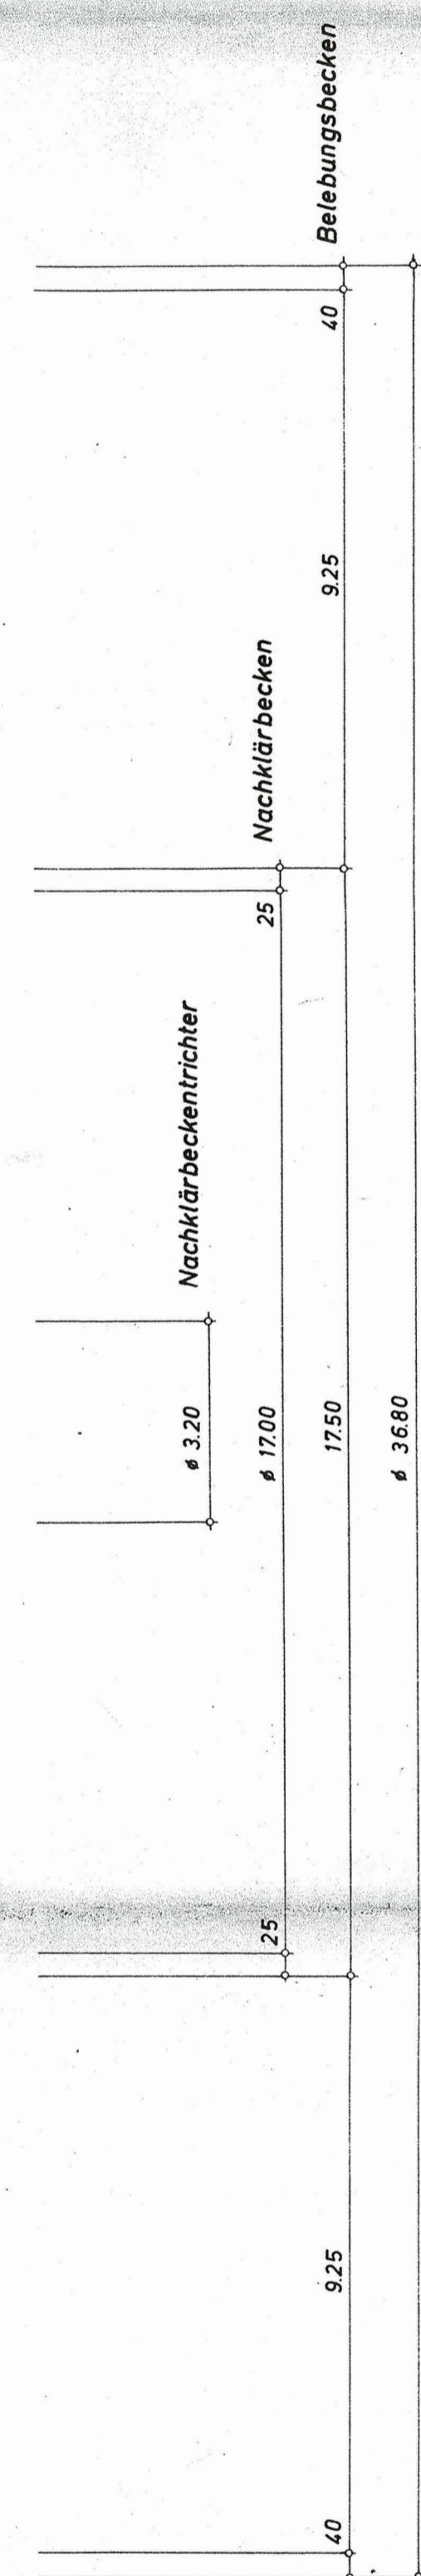 Nachklärbeckentrichter
ø 3.20
Nachklärbecken
25
ø 17.00
25
Belebungsbecken
40
9.25
17.50
9.25
40
ø 36.80